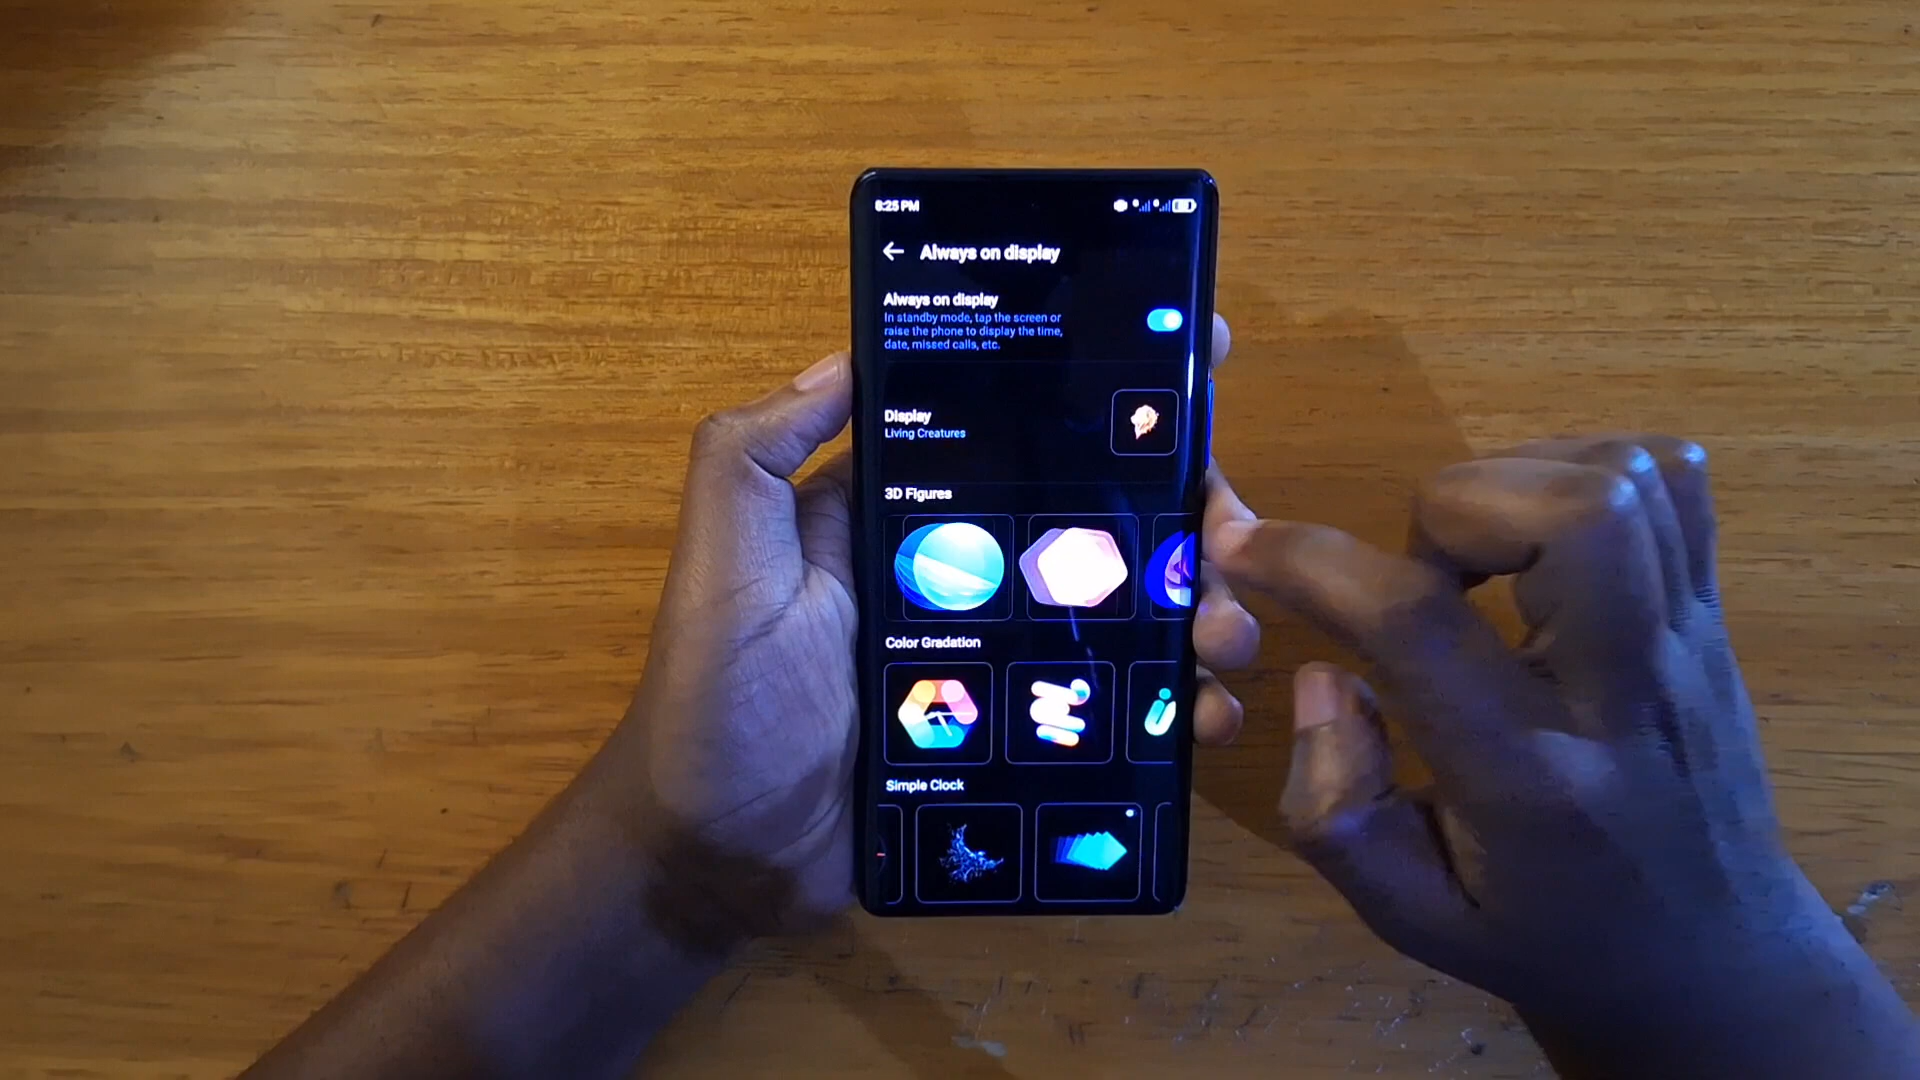 8:25 PM
Always on display
Always on display
In standby mode, tap the screen or
raise the phone to display the time,
date, missed calls, etc.
Display
Living Creatures
3D Figures
Color Gradation
Simple Clock